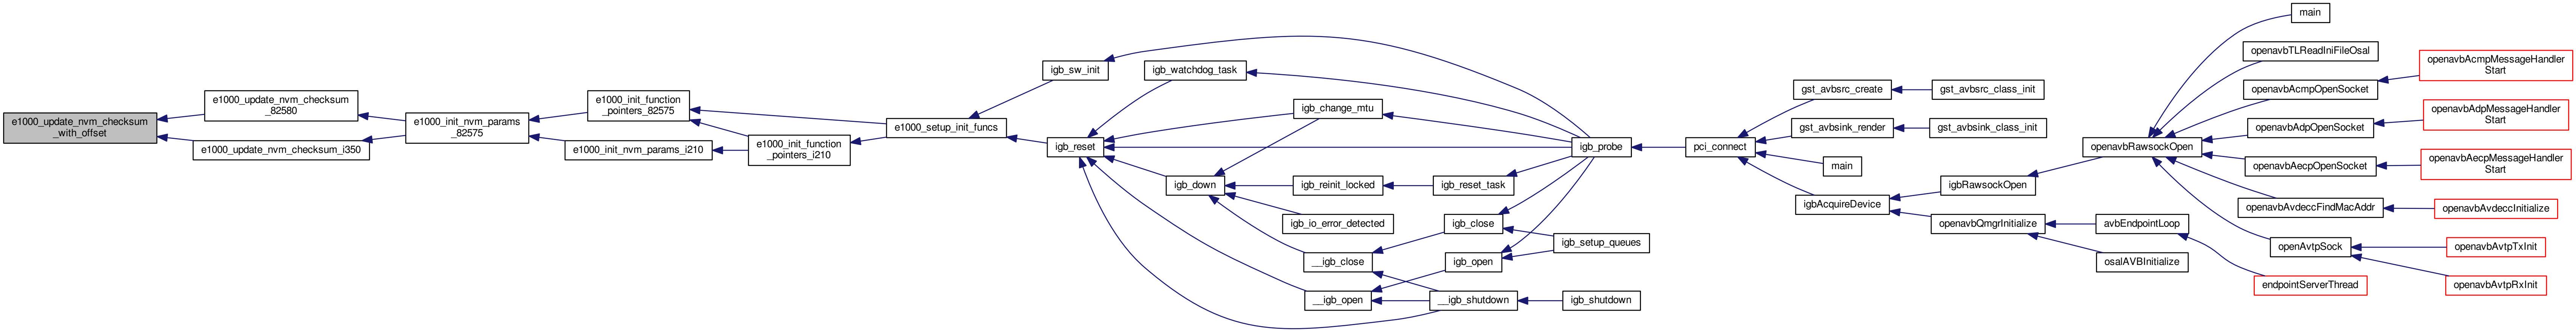 e1000_update_nvm_checksum
_with_offset
e1000_update_nvm_checksum
_82580
e1000_update_nvm_checksum_i350
e1000_init_nvm_params
_82575
e1000_init_function
_pointers_82575
e1000_init_nvm_params_i210
e1000_init_function
_pointers_i210
e1000_setup_init_funcs
igb_sw_init
igb_reset
igb_watchdog_task
igb_change_mtu
igb_down
igb_reinit_locked
igb_reset_task
igb_io_error_detected
__igb_close
igb_close
__igb_open
igb_open
igb_setup_queues
__igb_shutdown
igb_shutdown
igb_probe
pci_connect
gst_avbsrc_create
gst_avbsrc_class_init
gst_avbsink_render
gst_avbsink_class_init
main
igbAcquireDevice
igbRawsockOpen
openavbQmgrInitialize
avbEndpointLoop
osalAVBInitialize
endpointServerThread
openavbRawsockOpen
main
openavbTLReadIniFileOsal
openavbAcmpOpenSocket
openavbAcmpMessageHandler
Start
openavbAdpOpenSocket
openavbAdpMessageHandler
Start
openavbAecpOpenSocket
openavbAecpMessageHandler
Start
openavbAvdeccFindMacAddr
openavbAvdeccInitialize
openAvtpSock
openavbAvtpTxInit
openavbAvtpRxInit